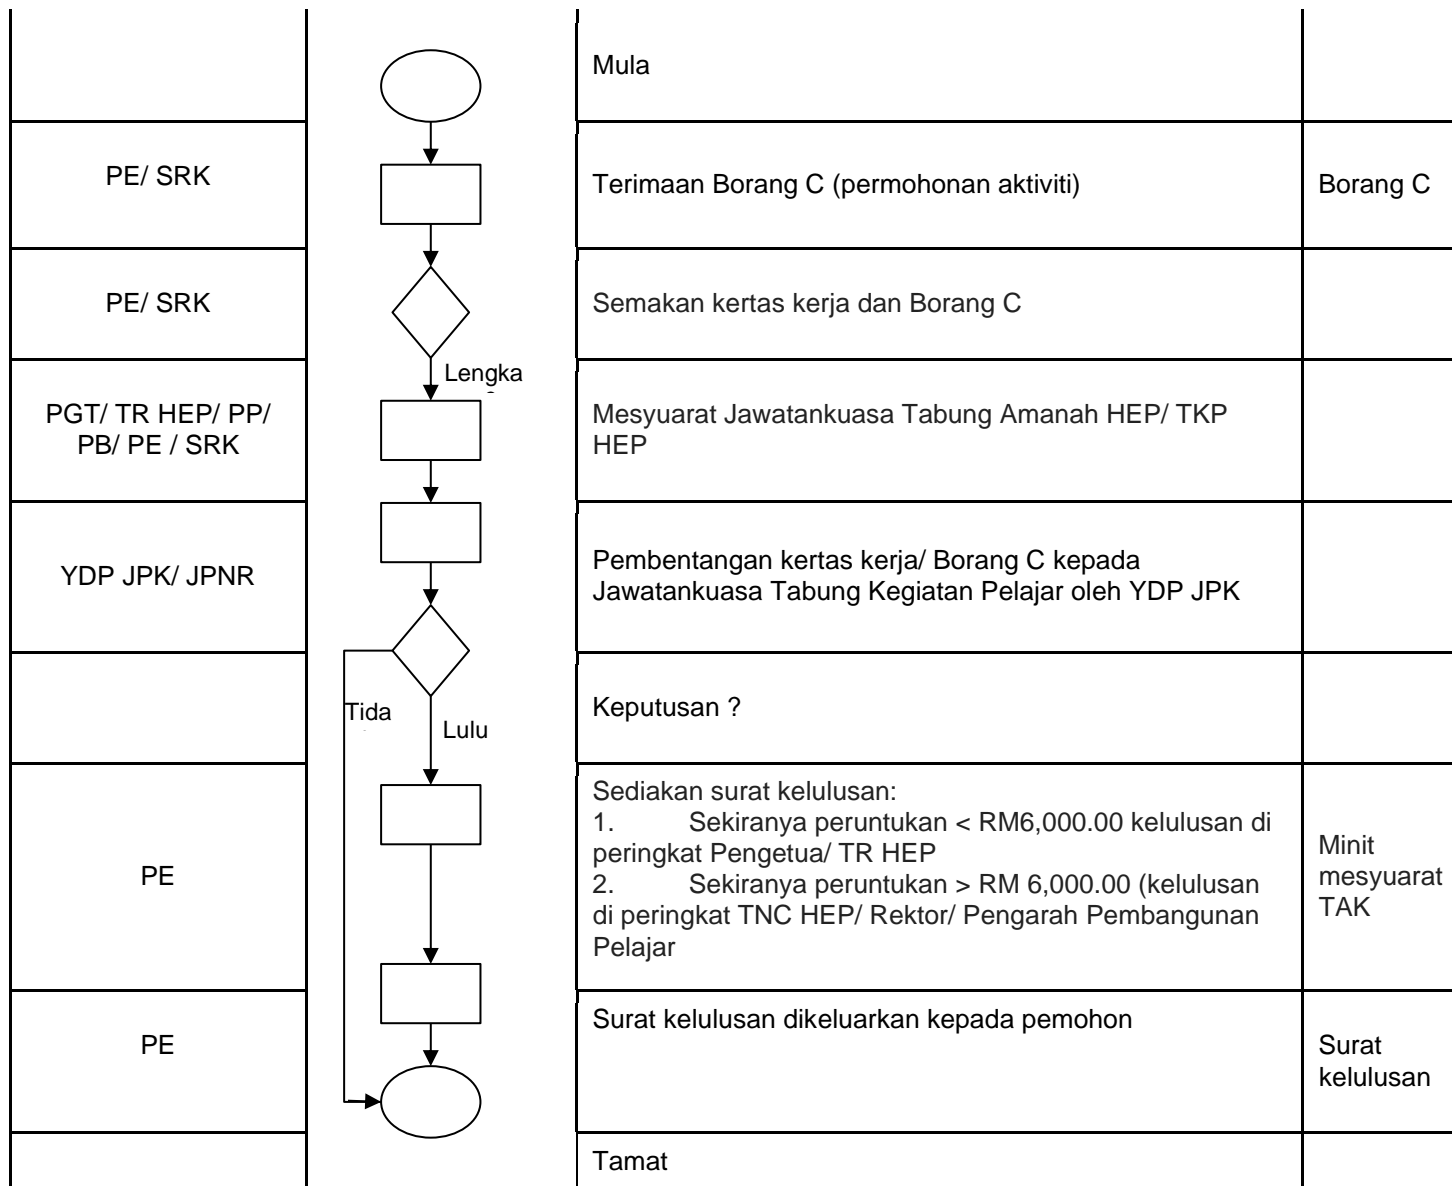 Mula
PE/ SRK
Terimaan Borang C (permohonan aktiviti)
Borang C
PE/ SRK
Semakan kertas kerja dan Borang C
Lengka
PGT/ TR HEP/ PP/
PB/ PE / SRK
Mesyuarat Jawatankuasa Tabung Amanah HEP/ TKP
HEP
YDP JPK/ JPNR
Pembentangan kertas kerja/ Borang C kepada
Jawatankuasa Tabung Kegiatan Pelajar oleh YDP JPK
Tida
Lulu
Keputusan ?
PE
Sediakan surat kelulusan:
1. Sekiranya peruntukan < RM6,000.00 kelulusan di
peringkat Pengetua/ TR HEP
2. Sekiranya peruntukan > RM 6,000.00 (kelulusan
di peringkat TNC HEP/ Rektor/ Pengarah Pembangunan
Pelajar
Minit
mesyuarat
TAK
PE
Surat kelulusan dikeluarkan kepada pemohon
Surat
kelulusan
Tamat